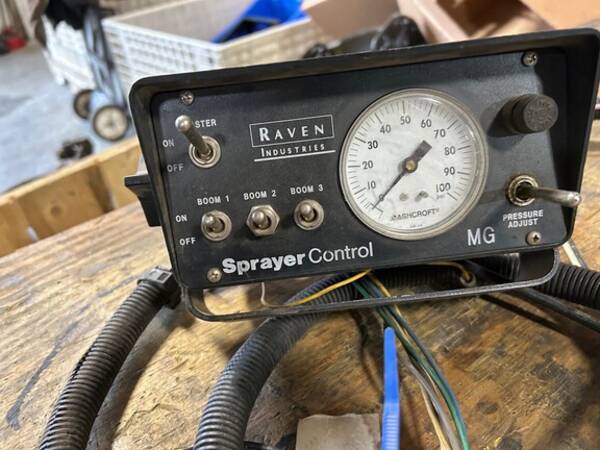 STER
ON
OFF
RAVEN
INDUSTRIES
BOOM 1 BOOM 2 BOOM 3
ON
OFF
10 20 30 40 50 60 70 80 90 100
ASHCROFT
PRESSURE
ADJUST
MG
Sprayer Control